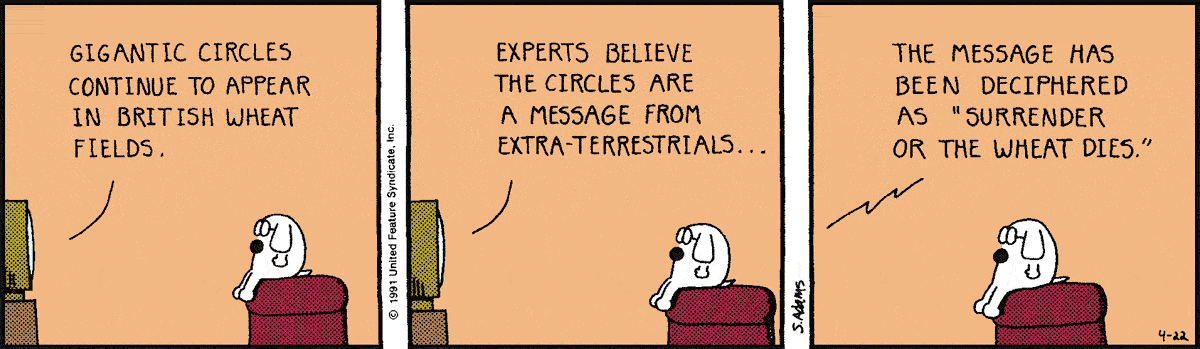 GIGANTIC CIRCLES
CONTINUE TO APPEAR
IN BRITISH WHEAT
FIELDS.
© 1991 United Feature Syndicate, Inc.
EXPERTS BELIEVE
THE CIRCLES ARE
A MESSAGE FROM
EXTRA-TERRESTRIALS...
S.Adams
THE MESSAGE HAS
BEEN DECIPHERED
AS "SURRENDER
OR THE WHEAT DIES."
4-22